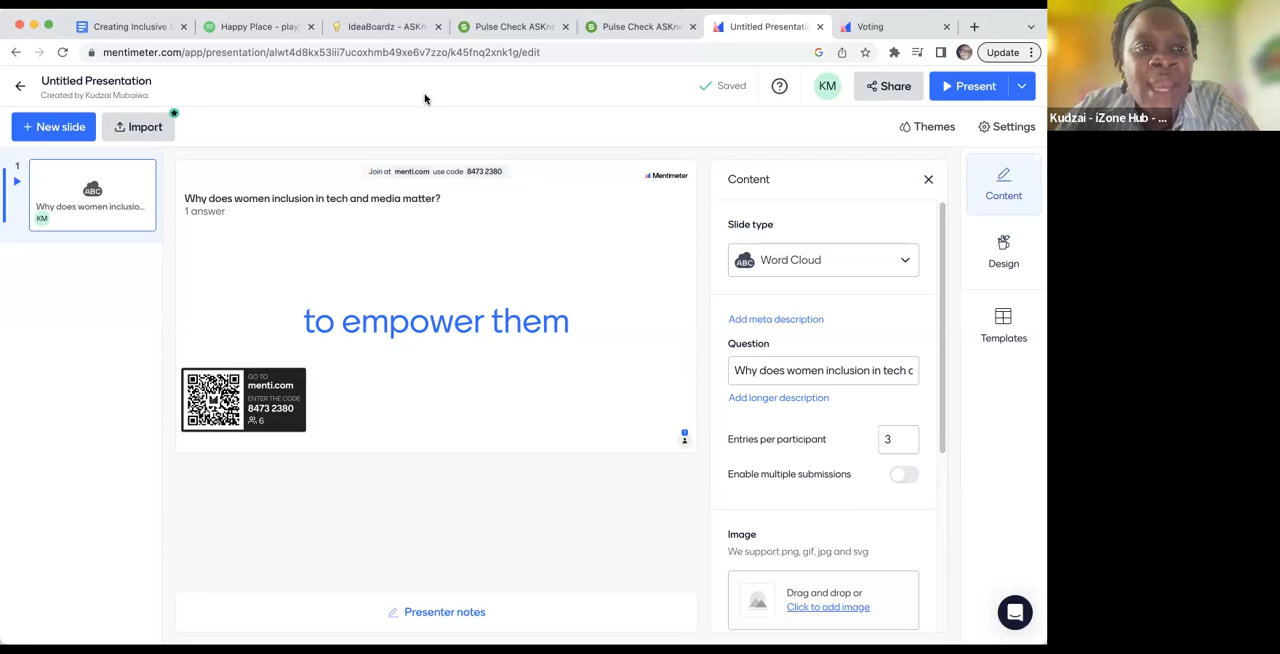 Creating Inclusive S
Happy Place - play
IdeaBoardz - ASKn
Pulse Check ASKne
Pulse Check ASKne
Untitled Presentati
Voting
mentimeter.com/app/presentation/alwt4d8kx53iii7ucoxhmb49xe6v7zzo/k45fnq2xnk1g/edit
Update
Untitled Presentation
Created by Kudzai Mubaiwa
Saved
KM
Share
Present
Kudzai - iZone Hub - ...
+ New slide
Import
Themes
Settings
1
ABC
Why does women inclusio...
KM
Join at menti.com use code 8473 2380
Mentimeter
Why does women inclusion in tech and media matter?
1 answer
to empower them
GO TO
menti.com
ENTER THE CODE
8473 2380
6
1
Presenter notes
Content
Slide type
ABC Word Cloud
Add meta description
Question
Why does women inclusion in tech c
Add longer description
Entries per participant
3
Enable multiple submissions
Image
We support png, gif, jpg and svg
Drag and drop or
Click to add image
Content
Design
Templates